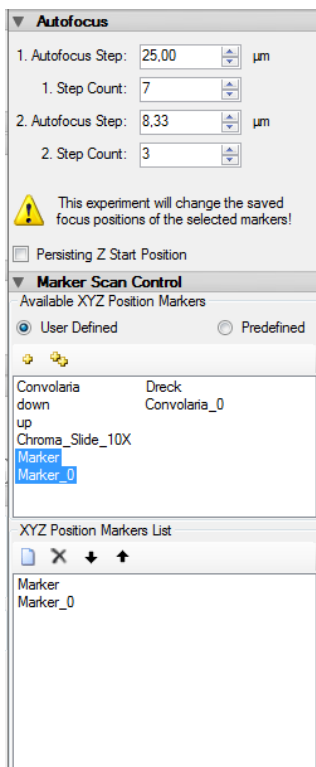 Autofocus
1. Autofocus Step: 25,00 µm
1. Step Count: 7
2. Autofocus Step: 8,33 µm
2. Step Count: 3
This experiment will change the saved
focus positions of the selected markers!
Persisting Z Start Position
Marker Scan Control
Available XYZ Position Markers
User Defined Predefined
Convolaria Dreck
down Convolaria_0
up
Chroma_Slide_10X
Marker
Marker_0
XYZ Position Markers List
Marker
Marker_0